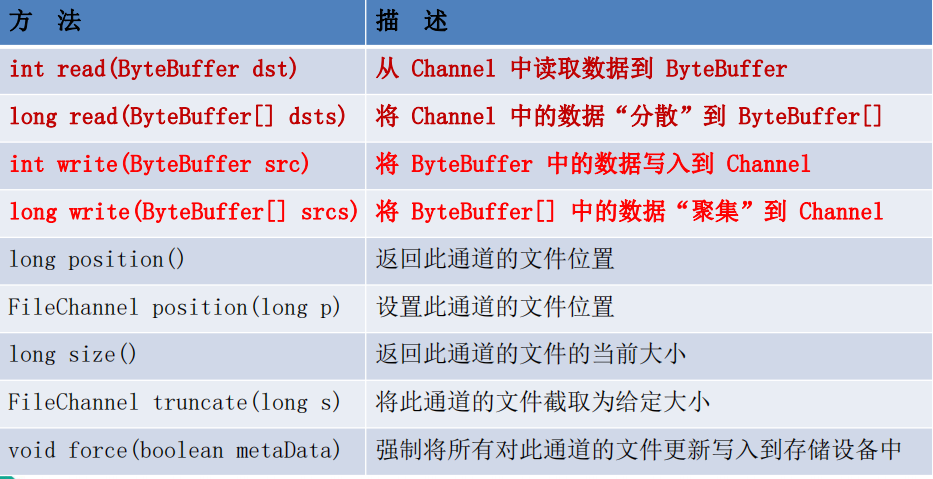 方 法 描 述
int read(ByteBuffer dst) 从 Channel 中读取数据到 ByteBuffer
long read(ByteBuffer[] dsts) 将 Channel 中的数据“分散”到 ByteBuffer[]
int write(ByteBuffer src) 将 ByteBuffer 中的数据写入到 Channel
long write(ByteBuffer[] srcs) 将 ByteBuffer[] 中的数据“聚集”到 Channel
long position() 返回此通道的文件位置
FileChannel position(long p) 设置此通道的文件位置
long size() 返回此通道的文件的当前大小
FileChannel truncate(long s) 将此通道的文件截取为给定大小
void force(boolean metaData) 强制将所有对此通道的文件更新写入到存储设备中